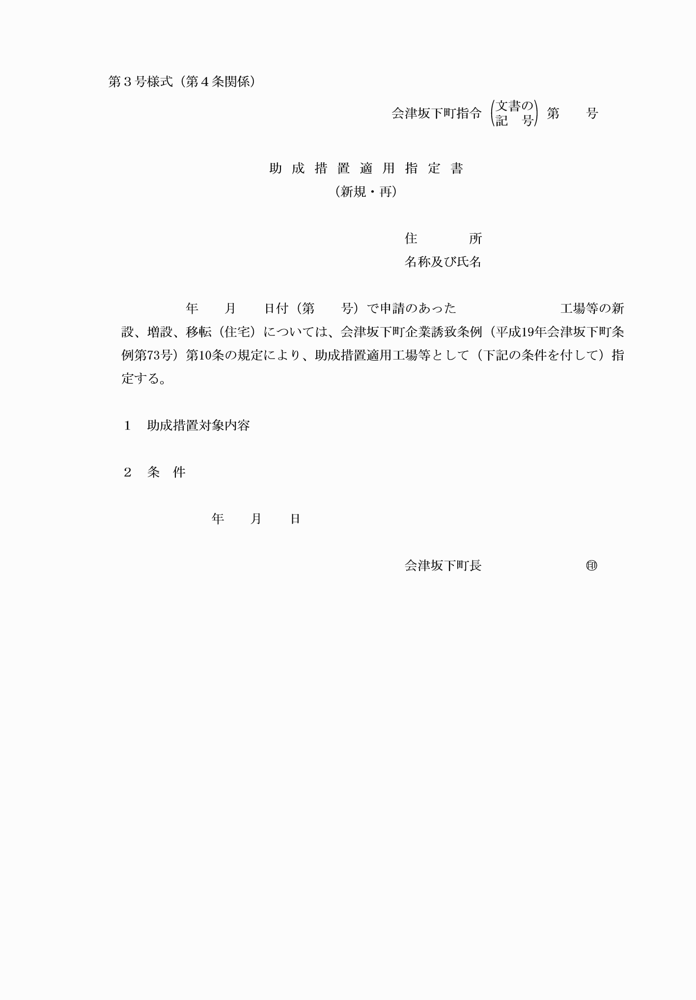 第３号様式（第４条関係）
会津坂下町指令（文書の記　号）第　　号
助成措置適用指定書
（新規・再）
住　　　　所
名称及び氏名
年　　月　　日付（第　　号）で申請のあった　　　　　　　　工場等の新
設、増設、移転（住宅）については、会津坂下町企業誘致条例（平成19年会津坂下町条
例第73号）第10条の規定により、助成措置適用工場等として（下記の条件を付して）指
定する。
１　助成措置対象内容
２　条　件
年　　月　　日
会津坂下町長　　　　　　　　㊞